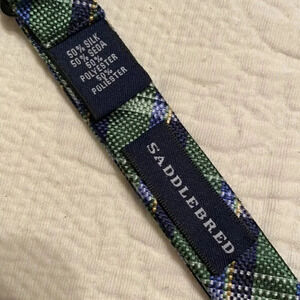 50% SILK
50% SEDA
50%
POLYESTER
50%
POLIESTER
SADDLEBRED